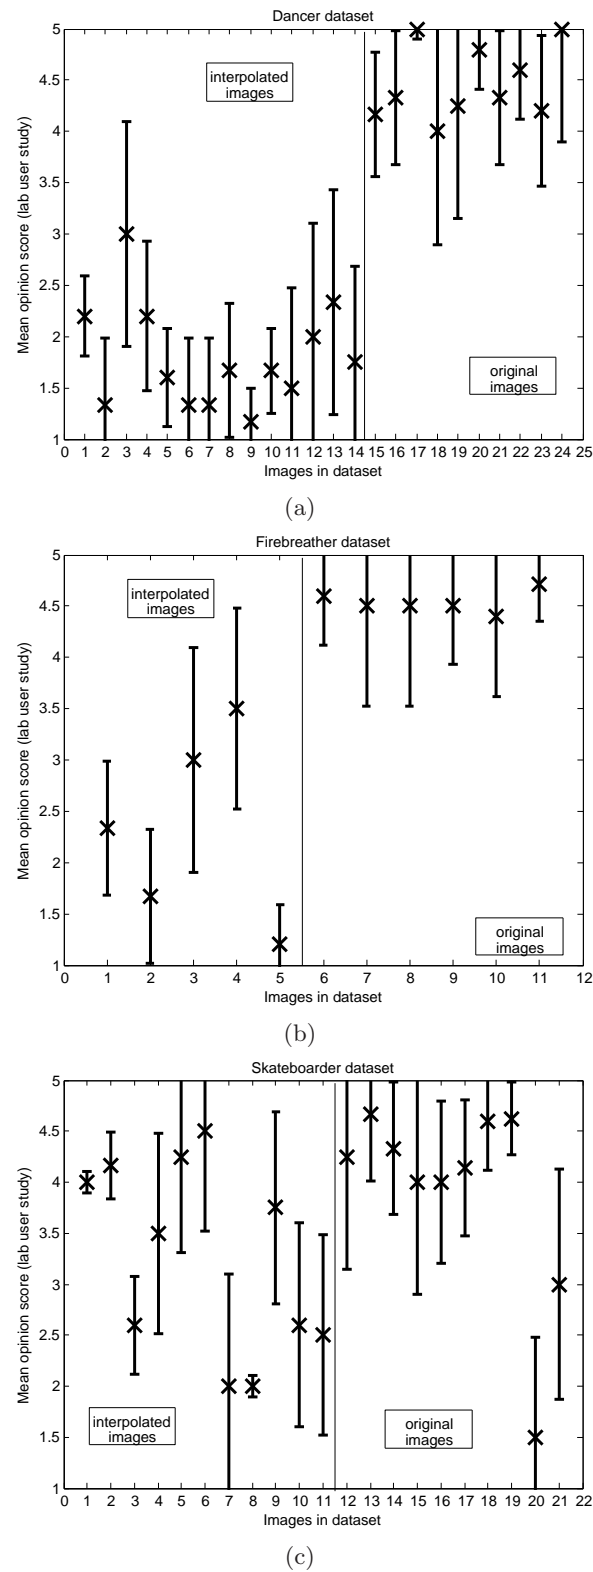 Dancer dataset
5
4.5
4
3.5
3
2.5
2
1.5
1
Mean opinion score (lab user study)
interpolated
images
original
images
0 1 2 3 4 5 6 7 8 9 10 11 12 13 14 15 16 17 18 19 20 21 22 23 24 25
Images in dataset
(a)
Firebreather dataset
5
4.5
4
3.5
3
2.5
2
1.5
1
Mean opinion score (lab user study)
interpolated
images
original
images
0 1 2 3 4 5 6 7 8 9 10 11 12
Images in dataset
(b)
Skateboarder dataset
5
4.5
4
3.5
3
2.5
2
1.5
1
Mean opinion score (lab user study)
interpolated
images
original
images
0 1 2 3 4 5 6 7 8 9 10 11 12 13 14 15 16 17 18 19 20 21 22
Images in dataset
(c)